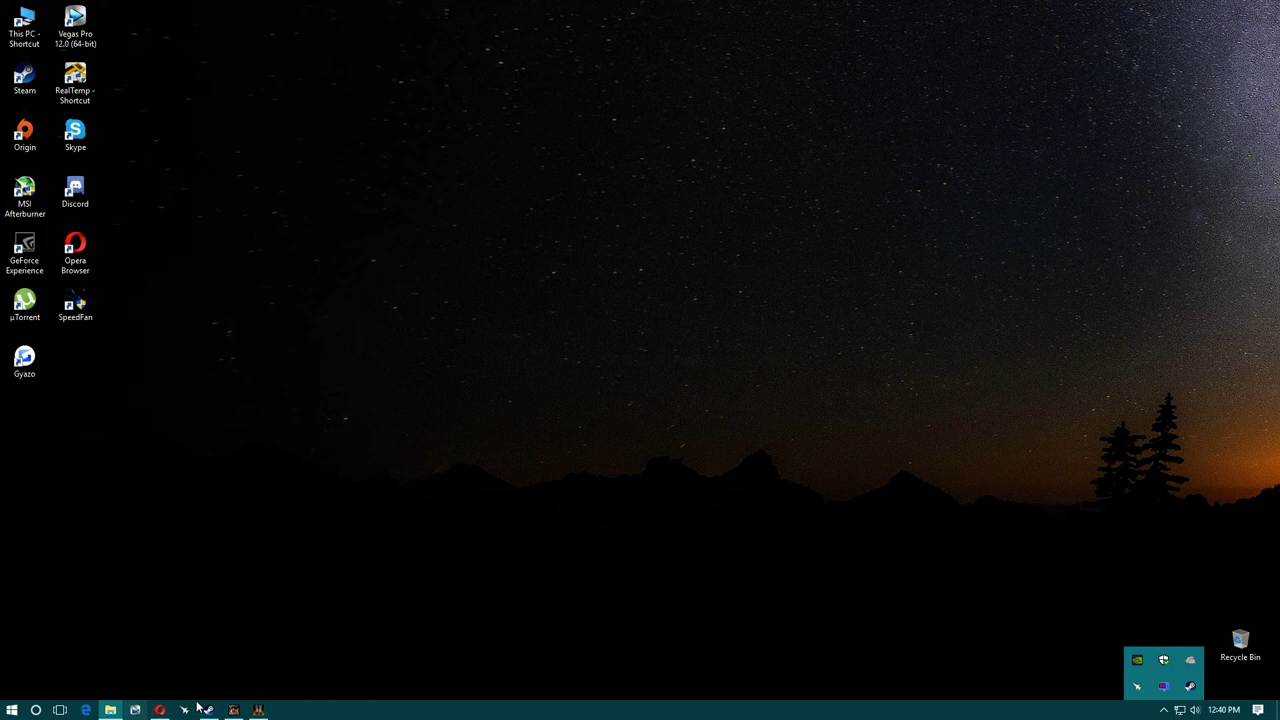 This PC -
Shortcut
Vegas Pro
12.0 (64-bit)
Steam
RealTemp -
Shortcut
Origin
Skype
MSI
Afterburner
Discord
GeForce
Experience
Opera
Browser
µTorrent
SpeedFan
Gyazo
Recycle Bin
12:40 PM